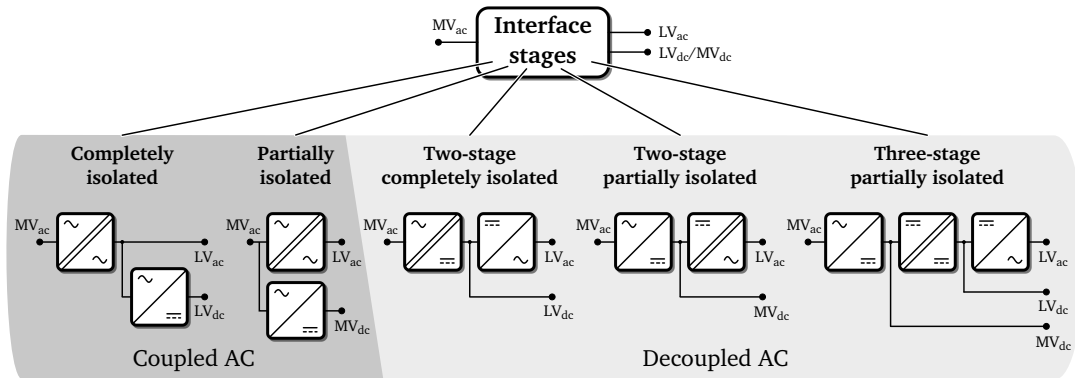 MVac
Interface
stages
LVac
LVdc/MVdc
Completely
isolated
Partially
isolated
Two-stage
completely isolated
Two-stage
partially isolated
Three-stage
partially isolated
MVac
LVac
LVdc
MVac
LVac
MVdc
MVac
LVac
LVdc
MVac
LVac
MVdc
MVac
LVac
LVdc
MVdc
Coupled AC
Decoupled AC